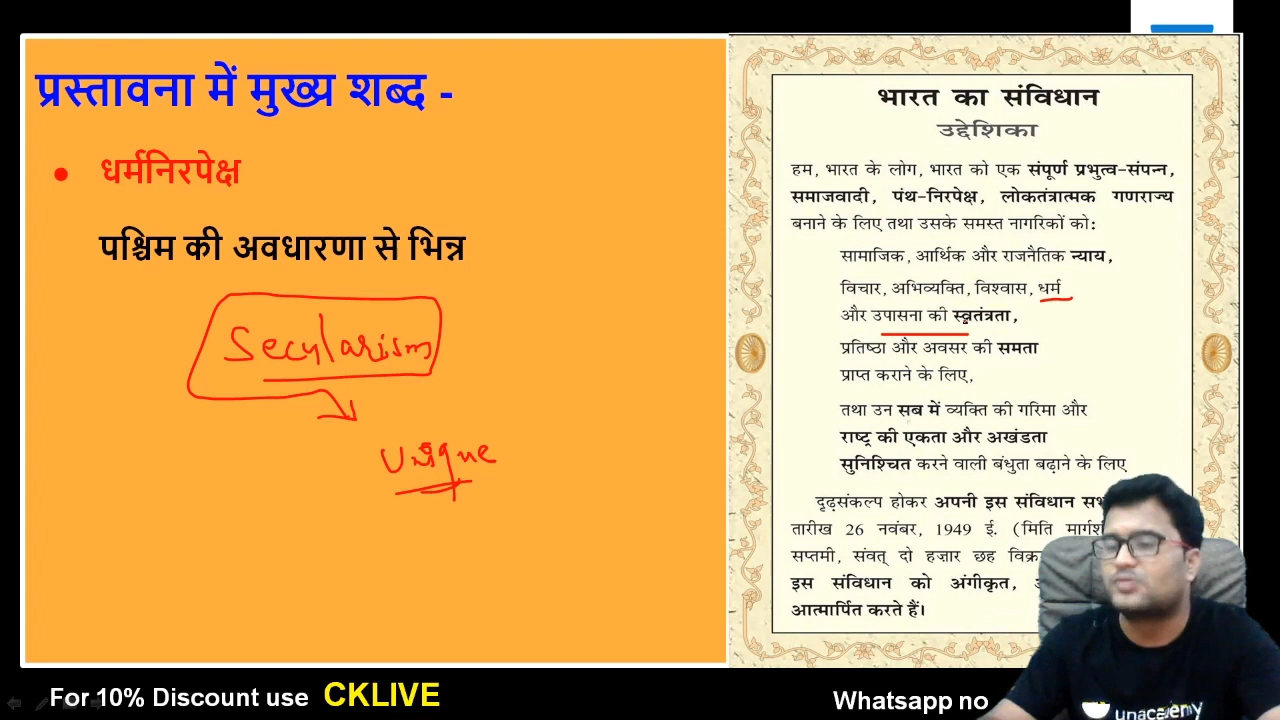 प्रस्तावना में मुख्य शब्द -
• धर्मनिरपेक्ष
पश्चिम की अवधारणा से भिन्न
Secularism
Unique
भारत का संविधान
उद्देशिका
हम, भारत के लोग, भारत को एक संपूर्ण प्रभुत्व-संपन्न,
समाजवादी, पंथ-निरपेक्ष, लोकतंत्रात्मक गणराज्य
बनाने के लिए तथा उसके समस्त नागरिकों को:
सामाजिक, आर्थिक और राजनैतिक न्याय,
विचार, अभिव्यक्ति, विश्वास, धर्म
और उपासना की स्वतंत्रता,
प्रतिष्ठा और अवसर की समता
प्राप्त कराने के लिए,
तथा उन सब में व्यक्ति की गरिमा और
राष्ट्र की एकता और अखंडता
सुनिश्चित करने वाली बंधुता बढ़ाने के लिए
दृढ़संकल्प होकर अपनी इस संविधान
तारीख 26 नवंबर, 1949 ई. (मिति
सप्तमी, संवत् दो हजार छह
इस संविधान को अंगीकृत,
आत्मार्पित करते हैं।
For 10% Discount use CKLIVE
Whatsapp no
unacademy